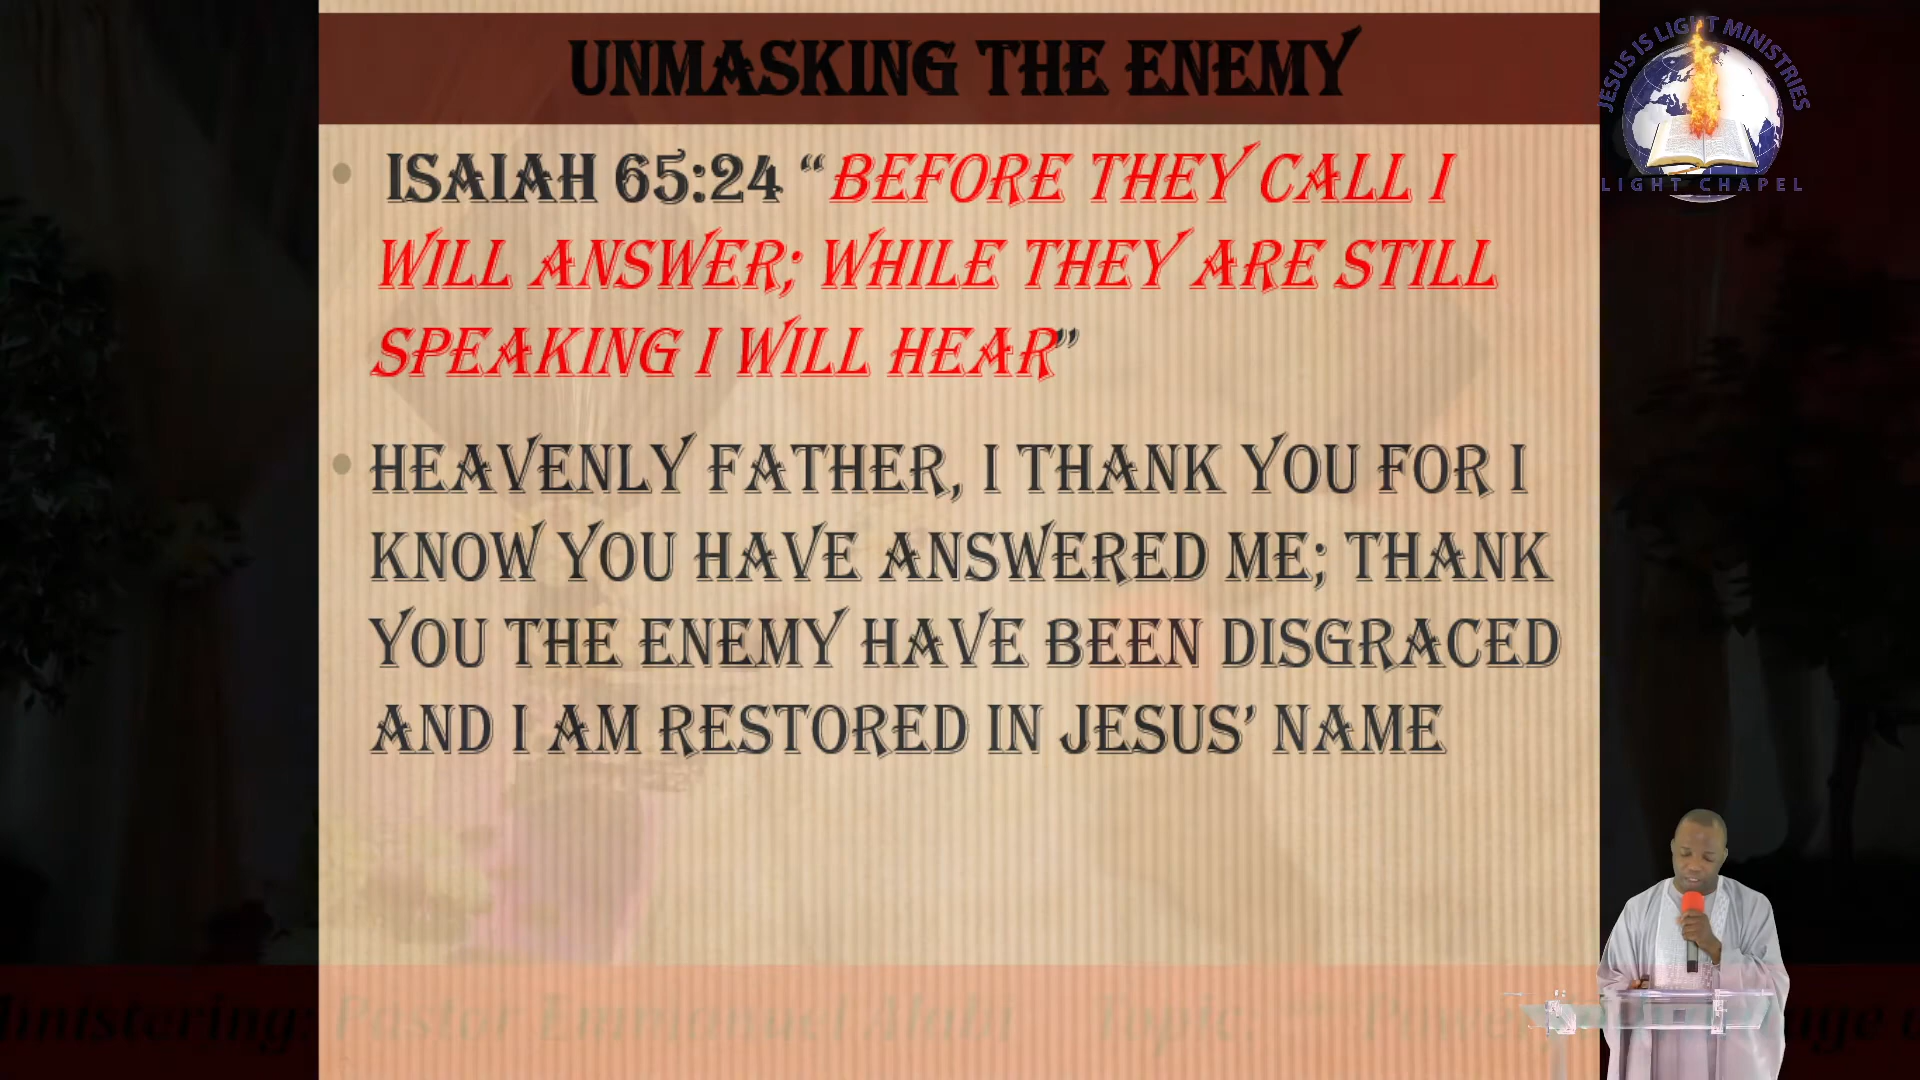 UNMASKING THE ENEMY
JESUS IS LIGHT MINISTRIES
LIGHT CHAPEL
• ISAIAH 65:24 “BEFORE THEY CALL I
WILL ANSWER; WHILE THEY ARE STILL
SPEAKING I WILL HEAR”
• HEAVENLY FATHER, I THANK YOU FOR I
KNOW YOU HAVE ANSWERED ME; THANK
YOU THE ENEMY HAVE BEEN DISGRACED
AND I AM RESTORED IN JESUS’ NAME
Ministering: Pastor Emmanuel Topic: